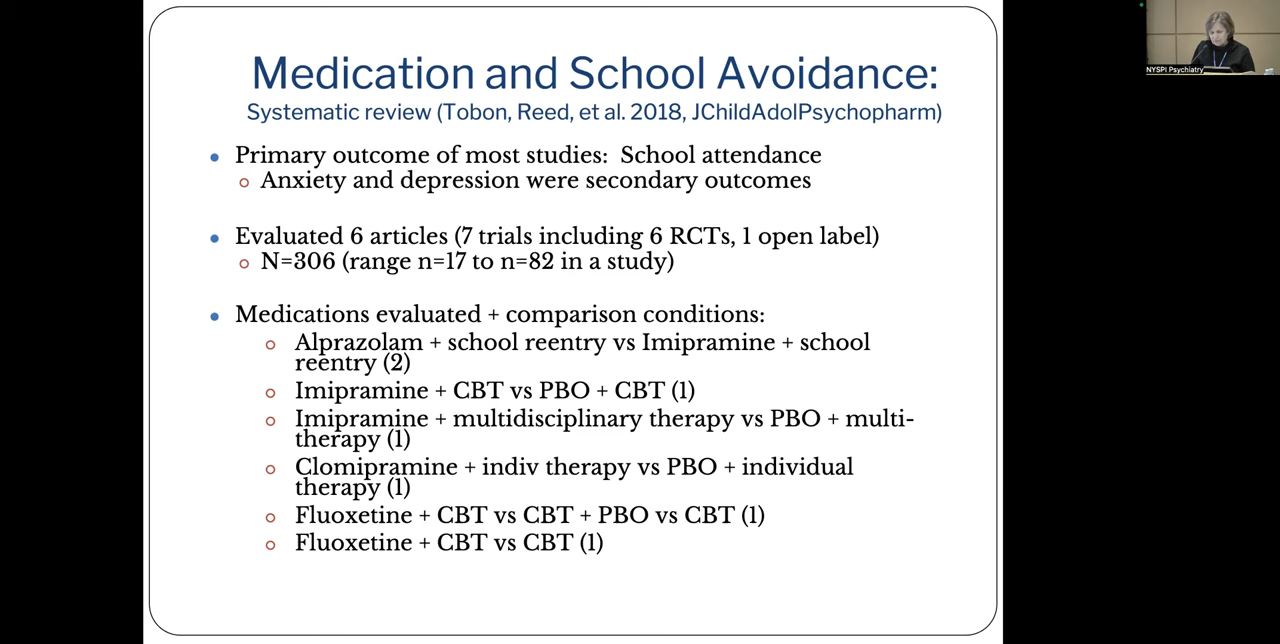 Medication and School Avoidance:
Systematic review (Tobon, Reed, et al. 2018, JChildAdolPsychopharm)
• Primary outcome of most studies: School attendance
○ Anxiety and depression were secondary outcomes
• Evaluated 6 articles (7 trials including 6 RCTs, 1 open label)
○ N=306 (range n=17 to n=82 in a study)
• Medications evaluated + comparison conditions:
○ Alprazolam + school reentry vs Imipramine + school
reentry (2)
○ Imipramine + CBT vs PBO + CBT (1)
○ Imipramine + multidisciplinary therapy vs PBO + multi-
therapy (1)
○ Clomipramine + indiv therapy vs PBO + individual
therapy (1)
○ Fluoxetine + CBT vs CBT + PBO vs CBT (1)
○ Fluoxetine + CBT vs CBT (1)
NYSPI Psychiatry